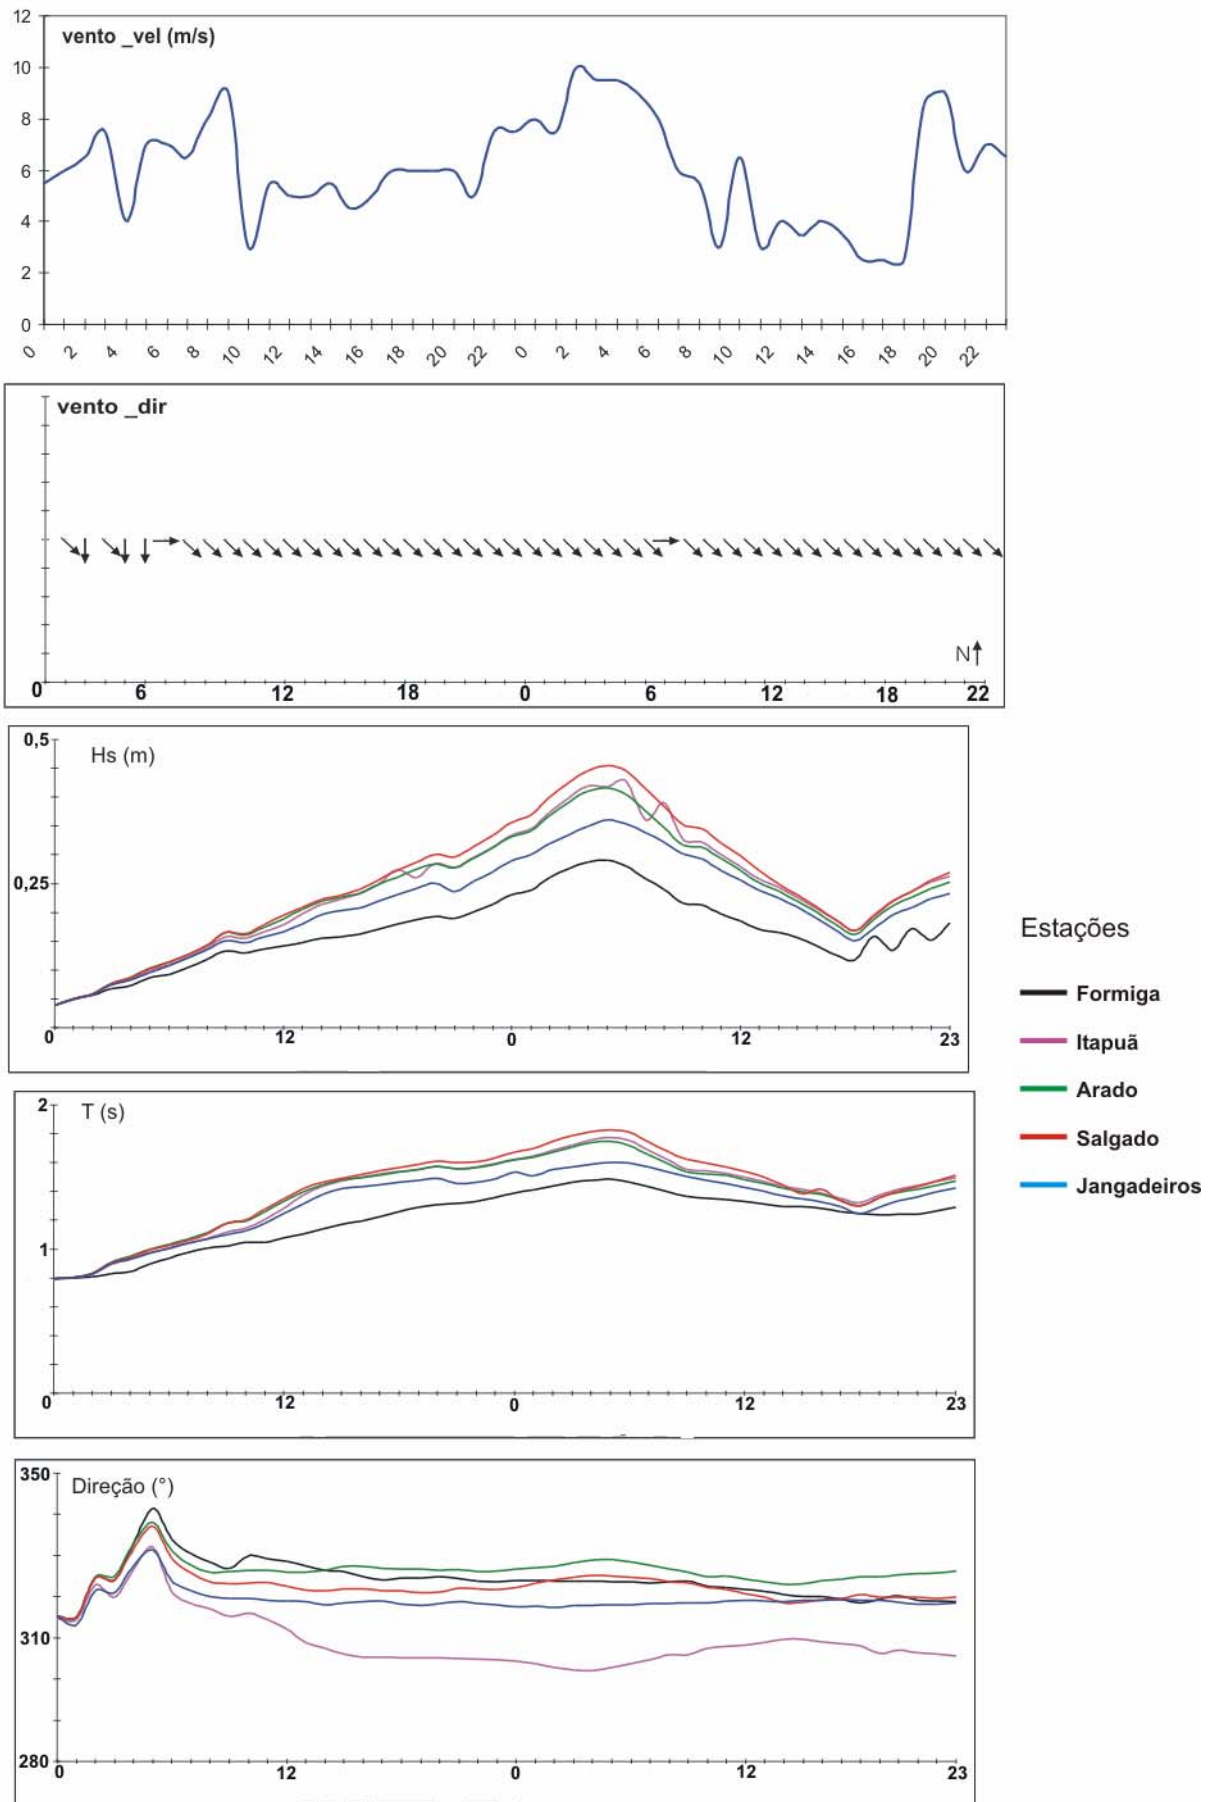 12
vento _vel (m/s)
10
8
6
4
2
0
0 2 4 6 8 10 12 14 16 18 20 22 0 2 4 6 8 10 12 14 16 18 20 22
vento _dir
N
0 6 12 18 0 6 12 18 22
0,5
Hs (m)
0,25
0 12 0 12 23
Estações
Formiga
Itapuã
Arado
Salgado
Jangadeiros
2
T (s)
1
0 12 0 12 23
350
Direção (°)
310
280
0 12 0 12 23